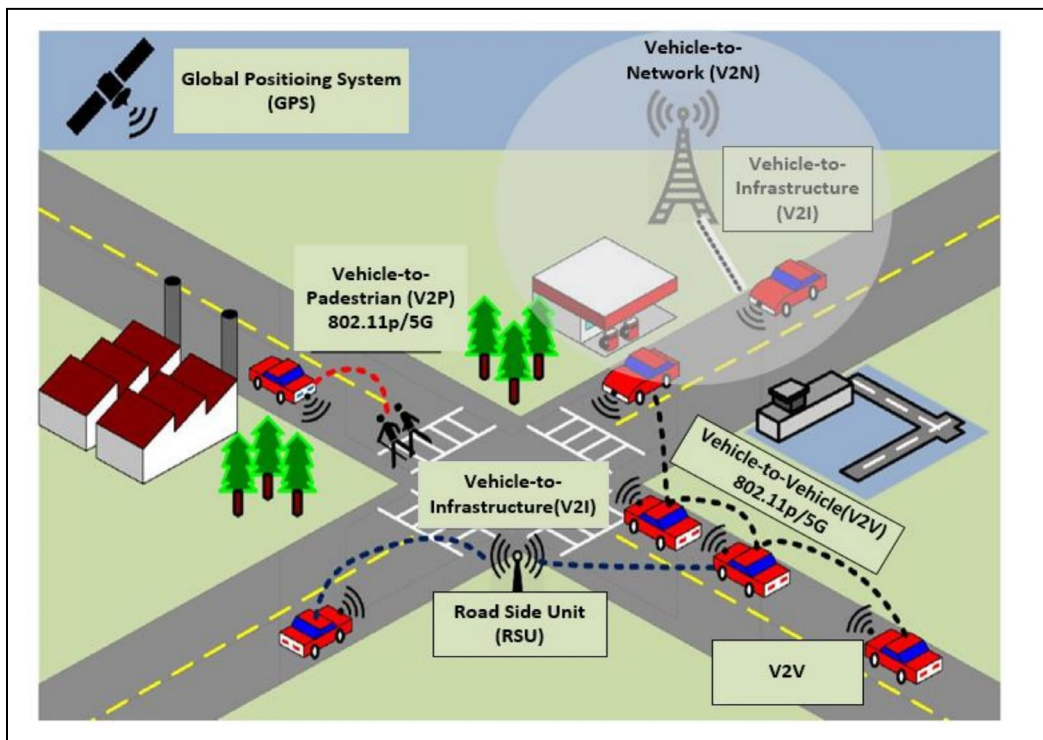 Global Positioing System
(GPS)
Vehicle-to-
Network (V2N)
Vehicle-to-
Infrastructure
(V2I)
Vehicle-to-
Padestrian (V2P)
802.11p/5G
Vehicle-to-Vehicle(V2V)
802.11p/5G
Vehicle-to-
Infrastructure(V2I)
Road Side Unit
(RSU)
V2V